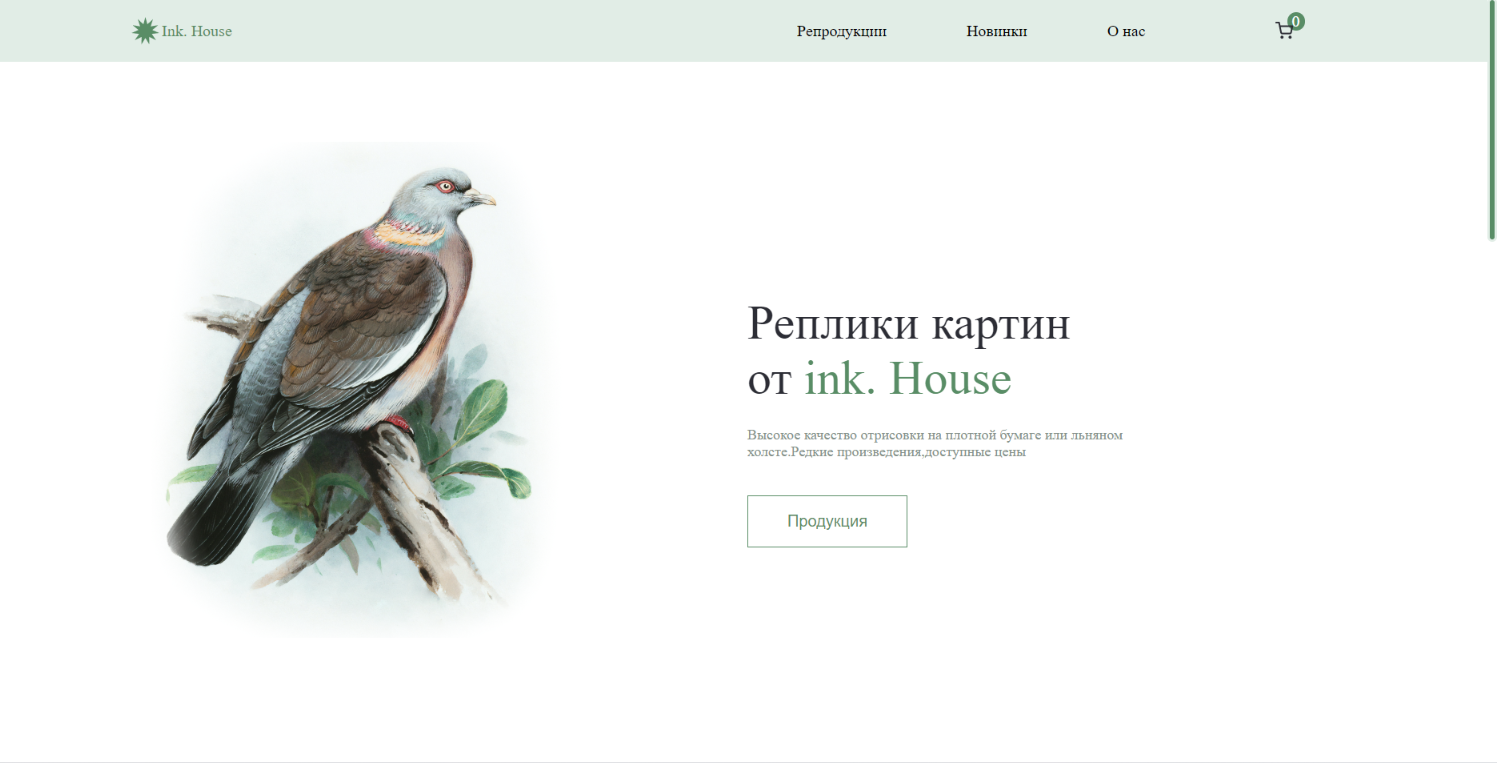 Ink. House
Репродукции
Новинки
О нас
0
Реплики картин
от ink. House
Высокое качество отрисовки на плотной бумаге или льняном
холсте.Редкие произведения,доступные цены
Продукция